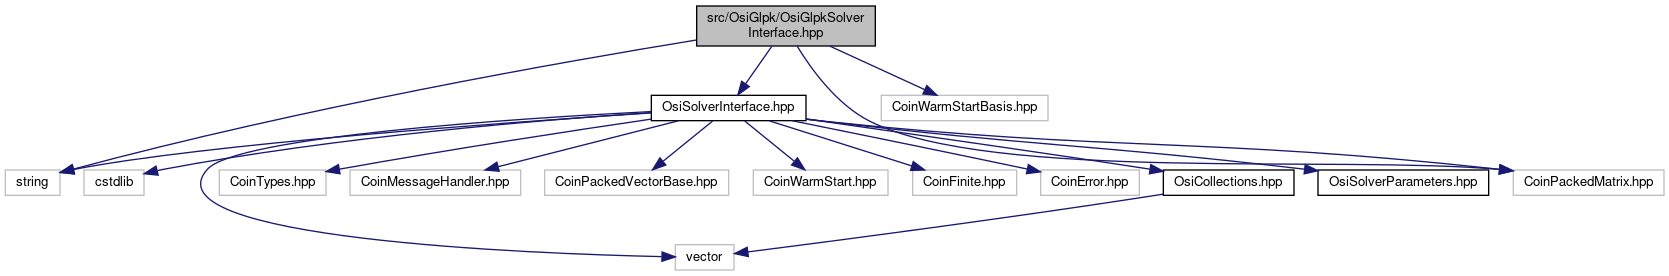 src/OsiGlpk/OsiGlpkSolver
Interface.hpp
OsiSolverInterface.hpp
CoinWarmStartBasis.hpp
string
cstdlib
CoinTypes.hpp
CoinMessageHandler.hpp
CoinPackedVectorBase.hpp
CoinWarmStart.hpp
CoinFinite.hpp
CoinError.hpp
OsiCollections.hpp
OsiSolverParameters.hpp
CoinPackedMatrix.hpp
vector